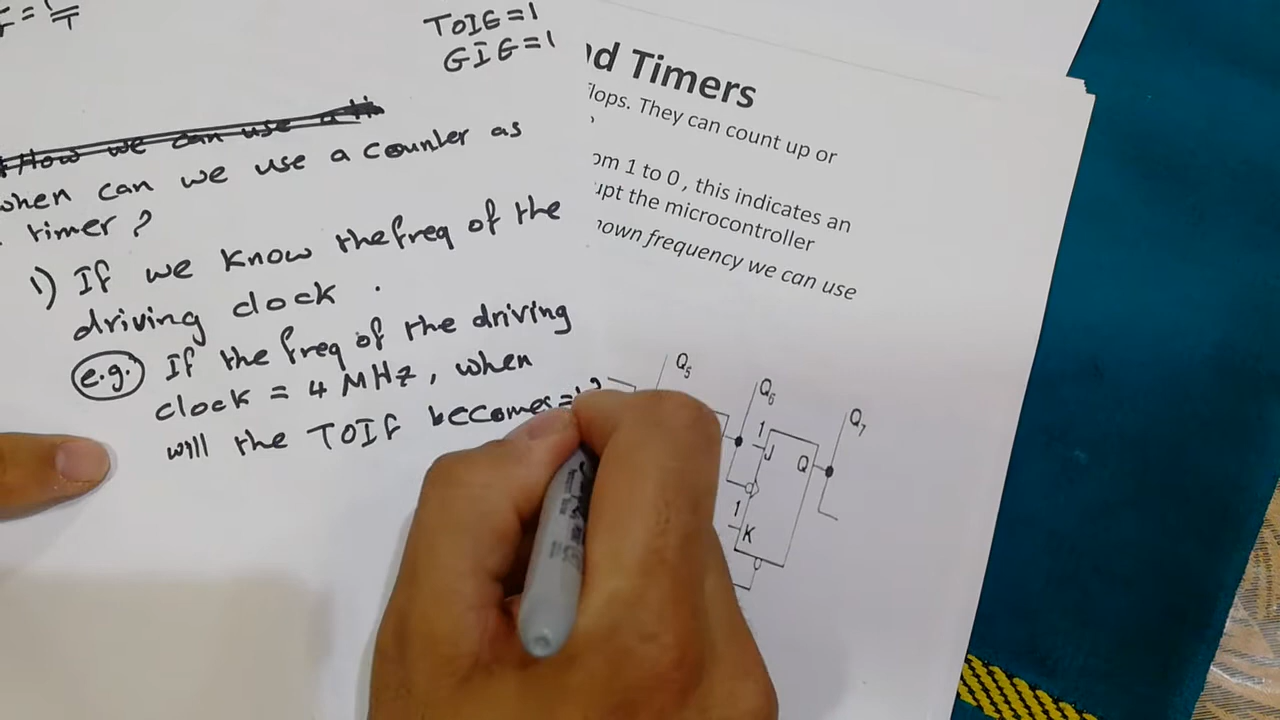 TOIE=1
GIE=1
How we can use a ti
when can we use a counter as
timer?
1) If we know the freq of the
driving clock.
e.g. If the freq of the driving
clock = 4 MHz, when
will the TOIF becomes=1?
d Timers
flops. They can count up or
om 1 to 0 , this indicates an
upt the microcontroller
nown frequency we can use
Q5
Q6
Q7
1
J
Q
1
K